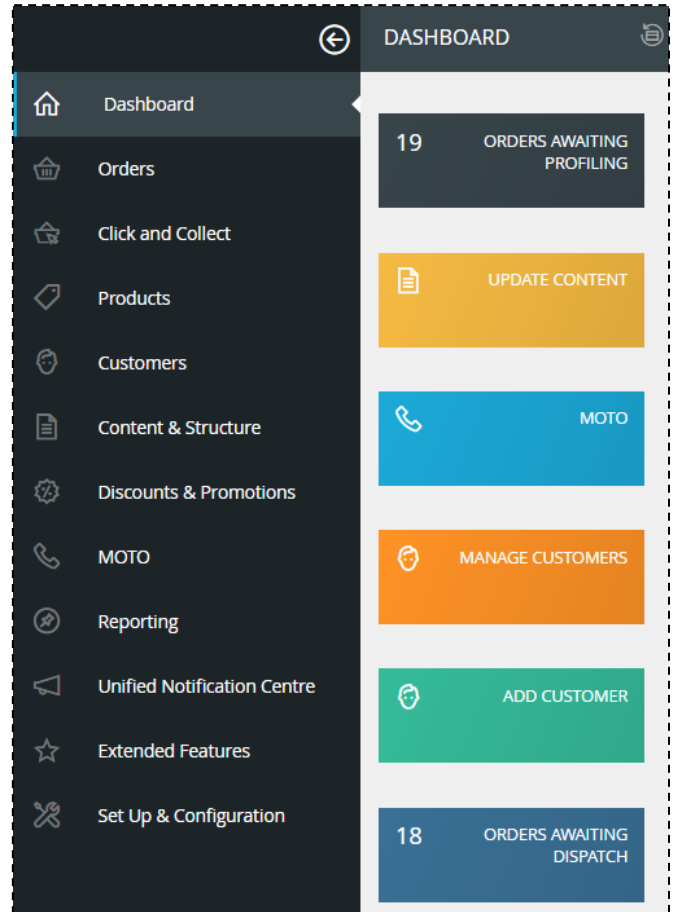 DASHBOARD
Dashboard
Orders
Click and Collect
Products
Customers
Content & Structure
Discounts & Promotions
MOTO
Reporting
Unified Notification Centre
Extended Features
Set Up & Configuration
19
ORDERS AWAITING
PROFILING
UPDATE CONTENT
MOTO
MANAGE CUSTOMERS
ADD CUSTOMER
18
ORDERS AWAITING
DISPATCH